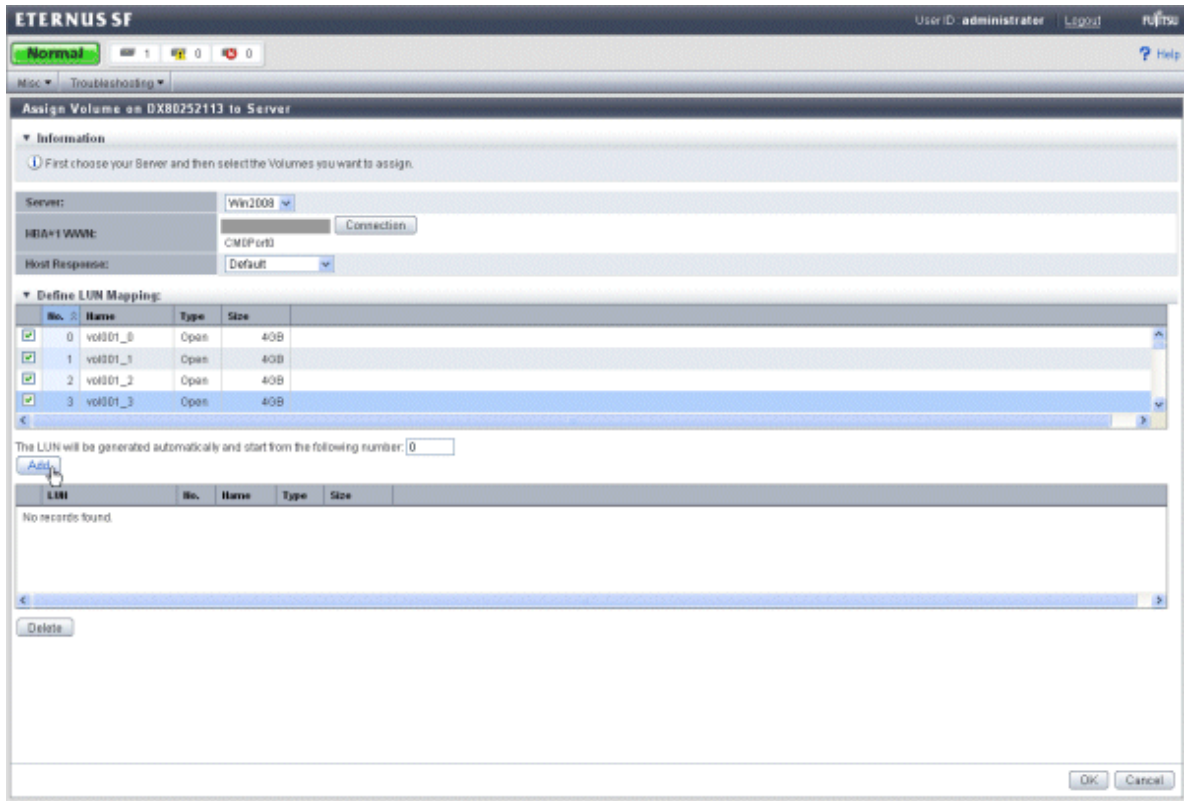 ETERNUS SF User ID: administrator Logout FUJITSU
Normal 1 0 0 ? Help
Misc Troubleshooting
Assign Volume on DX80252113 to Server
Information
First choose your Server and then select the Volumes you want to assign.
Server: Win2008
HBA*1 WWN: Connection
CM0Port0
Host Response: Default
Define LUN Mapping:
No. Name Type Size
0 vol001_0 Open 4GB
1 vol001_1 Open 4GB
2 vol001_2 Open 4GB
3 vol001_3 Open 4GB
The LUN will be generated automatically and start from the following number: 0
Add
LUN No. Name Type Size
No records found.
Delete
OK Cancel